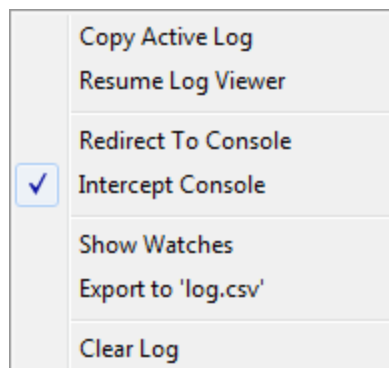 Copy Active Log
Resume Log Viewer
Redirect To Console
Intercept Console
Show Watches
Export to 'log.csv'
Clear Log